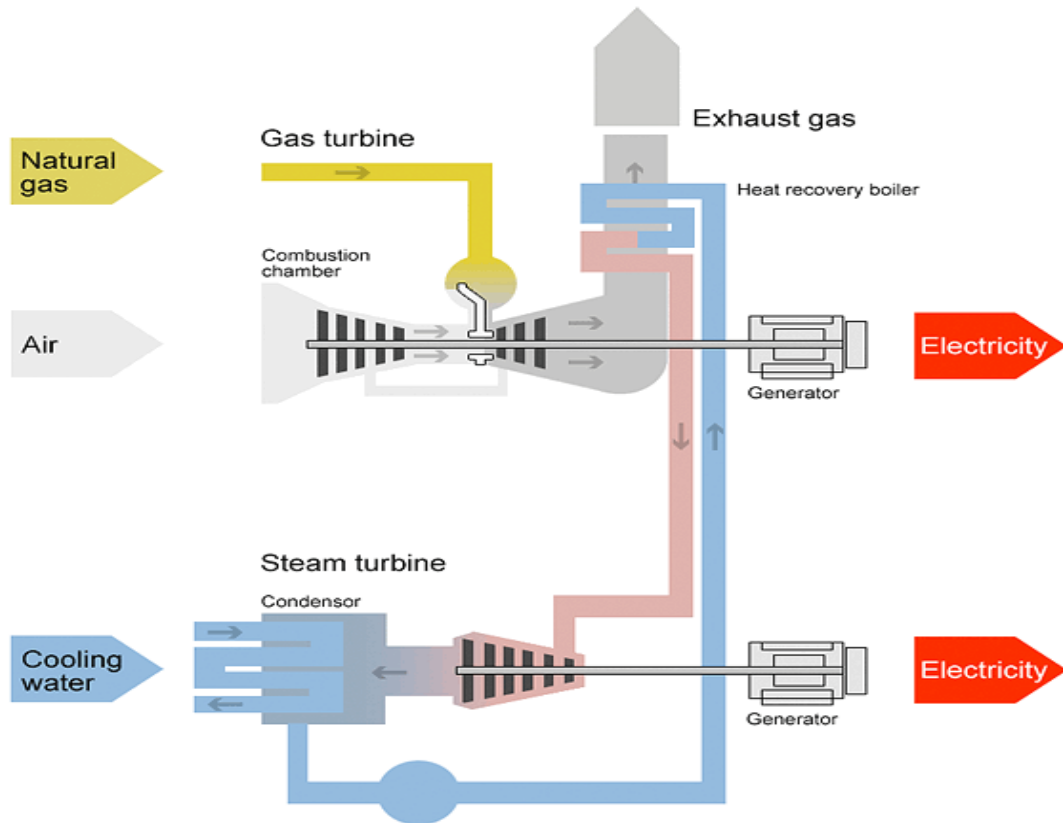 Exhaust gas
Gas turbine
Natural
gas
Heat recovery boiler
Combustion
chamber
Air
Electricity
Generator
Steam turbine
Condensor
Cooling
water
Electricity
Generator